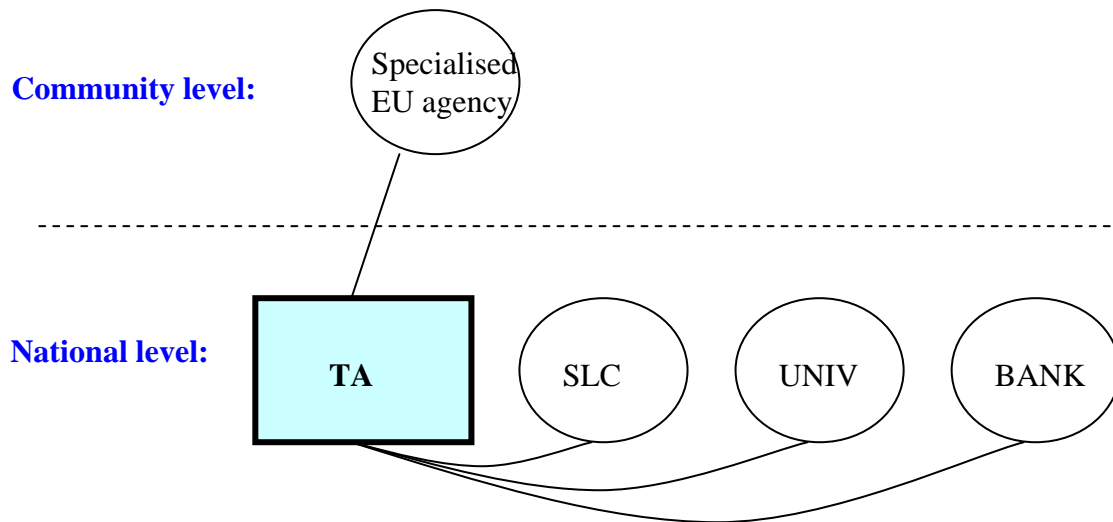 Community level:
Specialised
EU agency
National level:
TA
SLC
UNIV
BANK